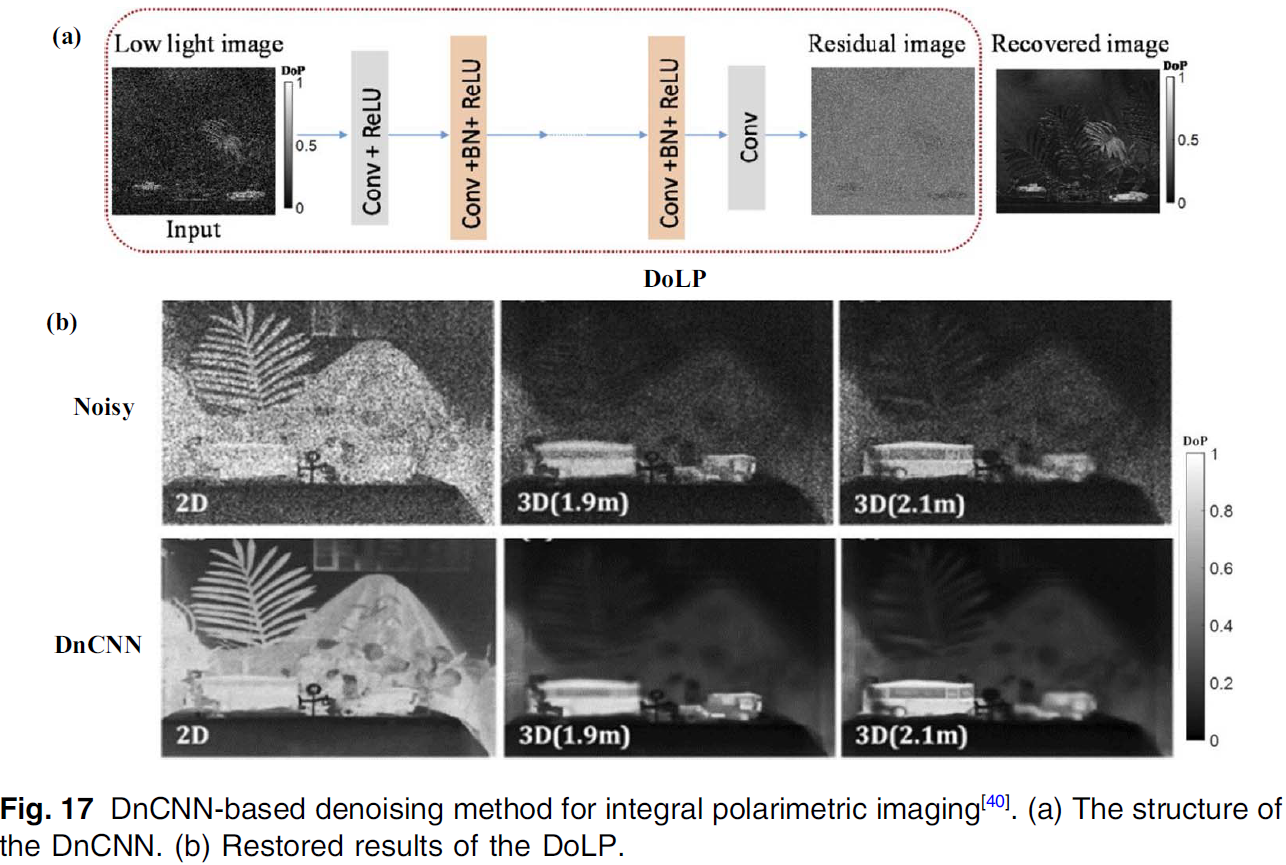 (a)
Low light image
Residual image
Recovered image
DoP
1
0.5
0
Input
Conv + ReLU
Conv +BN+ ReLU
Conv +BN+ ReLU
Conv
DoP
1
0.5
0
DoLP
(b)
Noisy
2D
3D(1.9m)
3D(2.1m)
DoP
1
0.8
0.6
0.4
0.2
0
DnCNN
2D
3D(1.9m)
3D(2.1m)
Fig. 17 DnCNN-based denoising method for integral polarimetric imaging[40]. (a) The structure of
the DnCNN. (b) Restored results of the DoLP.